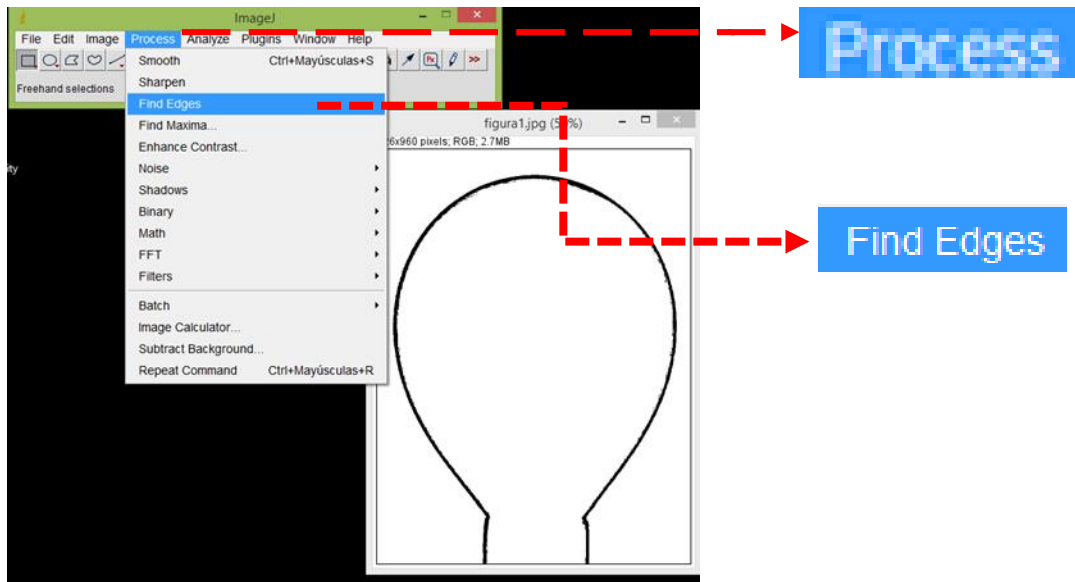 ImageJ
File Edit Image Process Analyze Plugins Window Help
Freehand selections
Smooth Ctrl+Mayúsculas+S
Sharpen
Find Edges
Find Maxima...
Enhance Contrast...
Noise
Shadows
Binary
Math
FFT
Filters
Batch
Image Calculator...
Subtract Background...
Repeat Command Ctrl+Mayúsculas+R
figura1.jpg
6x960 pixels; RGB; 2.7MB
Process
Find Edges